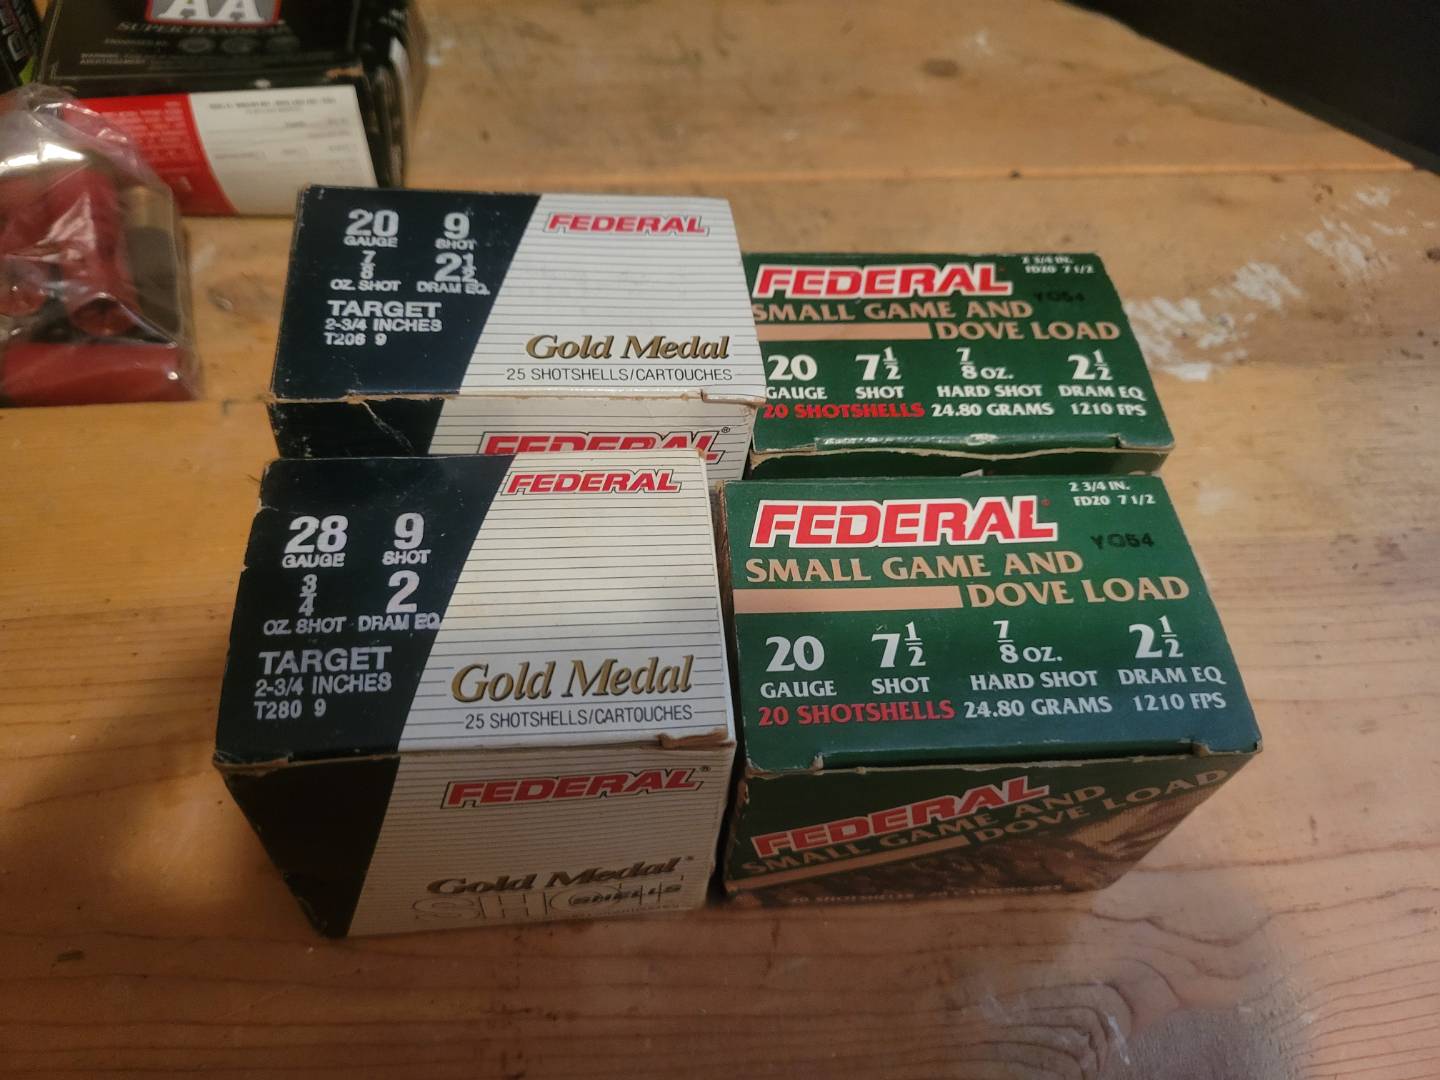 AA
SUPER-HANDICAP
20 9
GAUGE SHOT
7/8 2 1/2
OZ. SHOT DRAM EQ.
TARGET
2-3/4 INCHES
T206 9
FEDERAL
Gold Medal
25 SHOTSHELLS/CARTOUCHES
FEDERAL®
2 3/4 IN.
FD20 7 1/2
FEDERAL
YG54
SMALL GAME AND
DOVE LOAD
20 7 1/2 7/8 OZ. 2 1/2
GAUGE SHOT HARD SHOT DRAM EQ
20 SHOTSHELLS 24.80 GRAMS 1210 FPS
28 9
GAUGE SHOT
3/4 2
OZ. SHOT DRAM EQ.
TARGET
2-3/4 INCHES
T280 9
FEDERAL
Gold Medal
25 SHOTSHELLS/CARTOUCHES
FEDERAL®
Gold Medal®
SHELLS
2 3/4 IN.
FD20 7 1/2
FEDERAL
YG54
SMALL GAME AND
DOVE LOAD
20 7 1/2 7/8 OZ. 2 1/2
GAUGE SHOT HARD SHOT DRAM EQ
20 SHOTSHELLS 24.80 GRAMS 1210 FPS
FEDERAL
SMALL GAME AND
DOVE LOAD